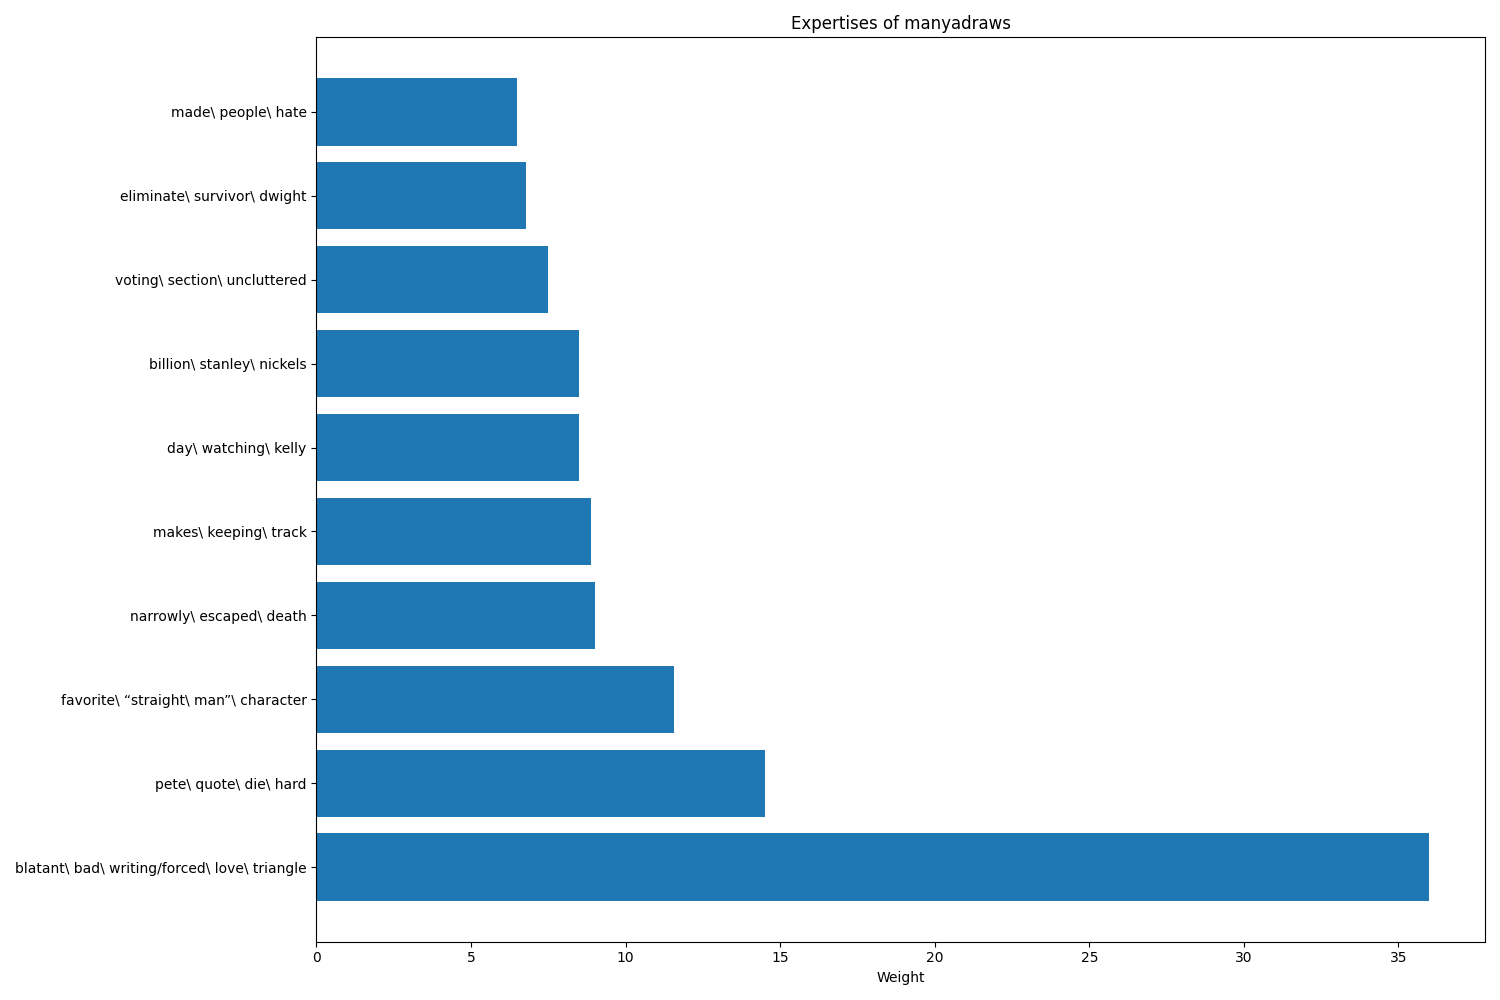 Expertises of manyadraws
made\ people\ hate
eliminate\ survivor\ dwight
voting\ section\ uncluttered
billion\ stanley\ nickels
day\ watching\ kelly
makes\ keeping\ track
narrowly\ escaped\ death
favorite\ “straight\ man”\ character
pete\ quote\ die\ hard
blatant\ bad\ writing/forced\ love\ triangle
0 5 10 15 20 25 30 35
Weight